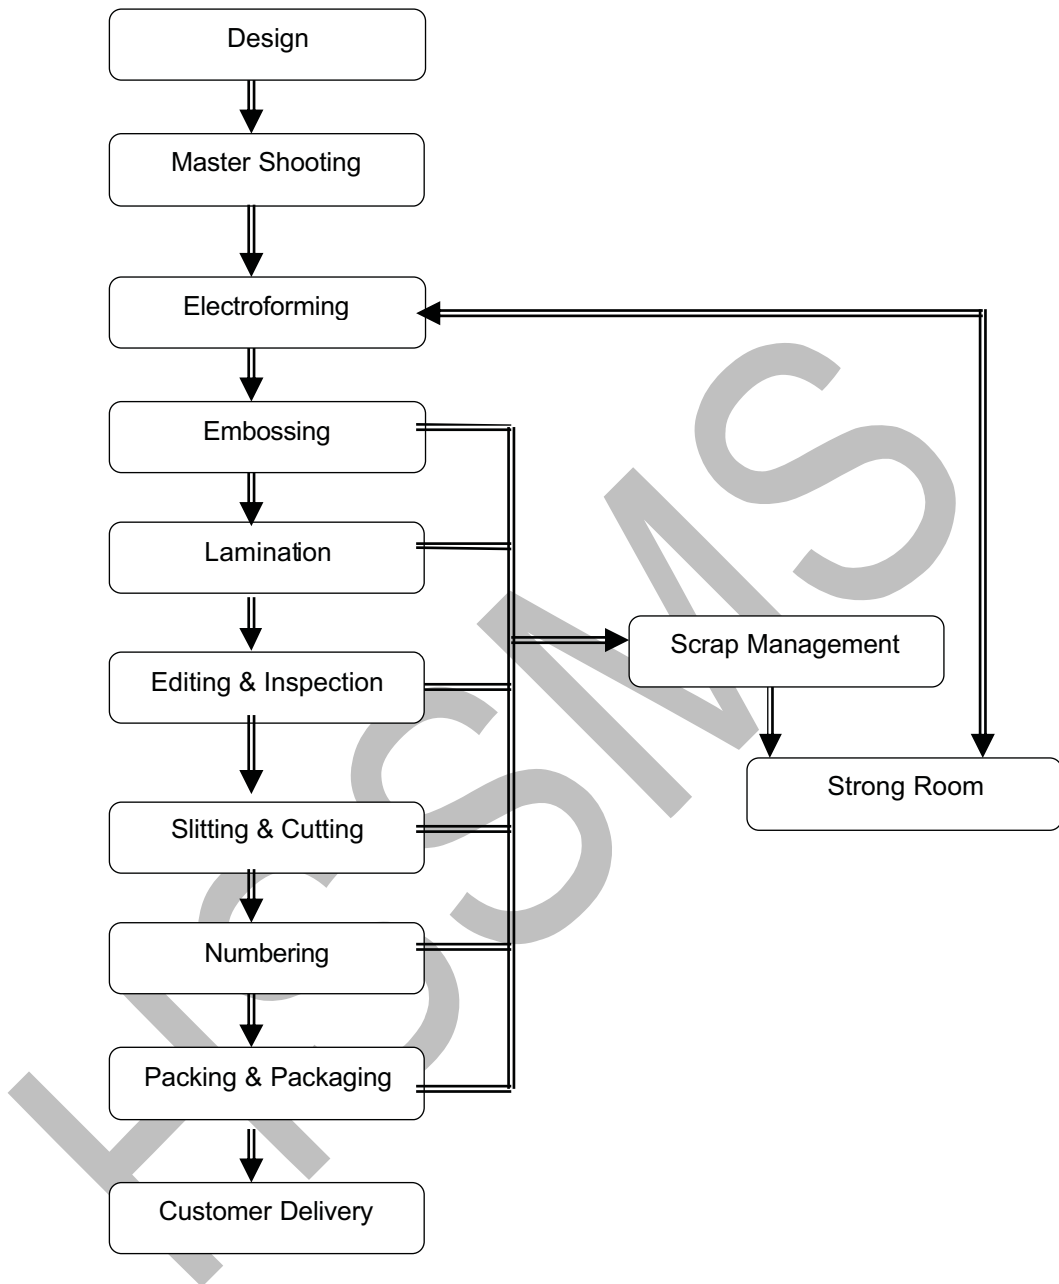 Design
Master Shooting
Electroforming
Embossing
Lamination
Editing & Inspection
Scrap Management
Strong Room
Slitting & Cutting
Numbering
Packing & Packaging
Customer Delivery
HSSMS